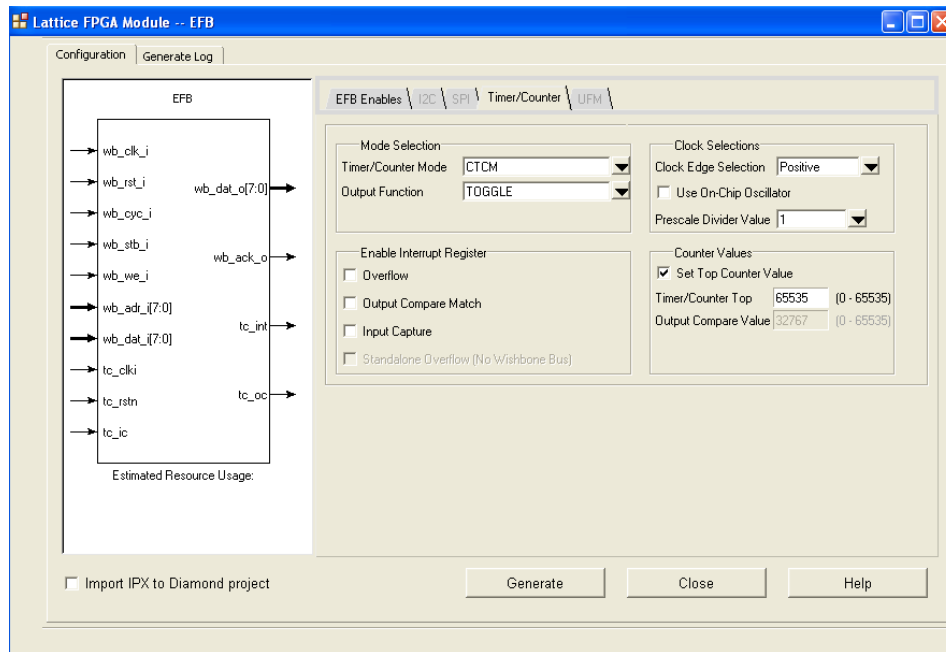 Lattice FPGA Module -- EFB
Configuration
Generate Log
EFB
wb_clk_i
wb_rst_i
wb_dat_o[7:0]
wb_cyc_i
wb_stb_i
wb_ack_o
wb_we_i
wb_adr_i[7:0]
tc_int
wb_dat_i[7:0]
tc_clki
tc_rstn
tc_oc
tc_ic
Estimated Resource Usage:
EFB Enables
I2C
SPI
Timer/Counter
UFM
Mode Selection
Timer/Counter Mode CTCM
Output Function TOGGLE
Clock Selections
Clock Edge Selection Positive
Use On-Chip Oscillator
Prescale Divider Value 1
Enable Interrupt Register
Overflow
Output Compare Match
Input Capture
Standalone Overflow (No Wishbone Bus)
Counter Values
Set Top Counter Value
Timer/Counter Top 65535 (0 - 65535)
Output Compare Value 32767 (0 - 65535)
Import IPX to Diamond project
Generate
Close
Help